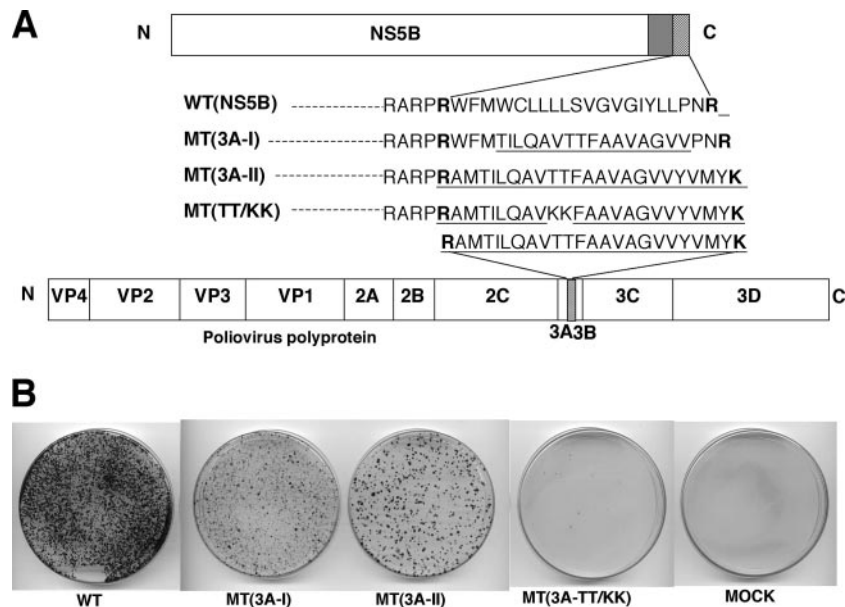 A
N NS5B C
WT(NS5B) RARPRWFMWCLLLLSVGVGIYLLPNR_
MT(3A-I) RARPRWFMTILQAVTTFAAVAGVVPNR
MT(3A-II) RARPRAMTILQAVTTFAAVAGVVYVMYK
MT(TT/KK) RARPRAMTILQAVKKFAAVAGVVYVMYK
RAMTILQAVTTFAAVAGVVYVMYK
N VP4 VP2 VP3 VP1 2A 2B 2C 3C 3D C
Poliovirus polyprotein 3A3B
B
WT MT(3A-I) MT(3A-II) MT(3A-TT/KK) MOCK